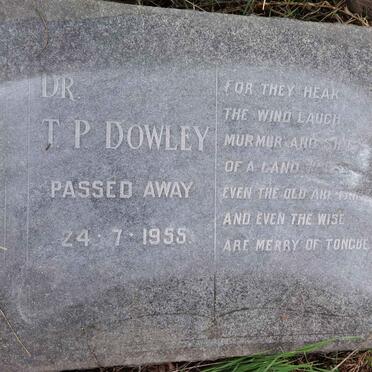 DR.
T. P DOWLEY
PASSED AWAY
24 · 7 · 1955
FOR THEY HEAR
THE WIND LAUGH
MURMUR AND
OF A LAND
EVEN THE OLD ARE
AND EVEN THE WISE
ARE MERRY OF TONGUE